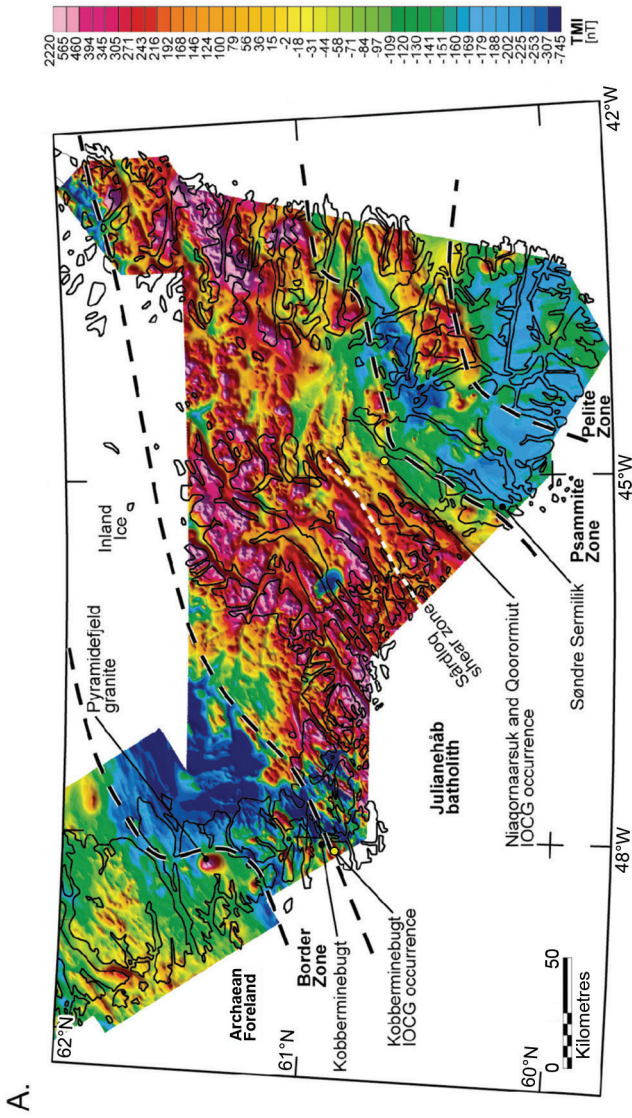 A.
62°N
61°N
60°N
48°W
45°W
42°W
Inland
Ice
Pyramidefjeld
granite
Archaean
Foreland
Border
Zone
Kobberminebugt
Kobberminebugt
IOCG occurrence
Julianehåb
batholith
Sârdloq
shear zone
Niaqornaarsuk and Qoorormiut
IOCG occurrence
Søndre Sermilik
Psammite
Zone
Pelite
Zone
0
50
Kilometres
2220
565
460
394
345
305
271
243
216
192
168
146
124
100
79
56
36
15
-2
-18
-31
-44
-58
-71
-84
-97
-109
-120
-130
-141
-151
-160
-169
-179
-188
-202
-225
-253
-307
-745
TMI
[nT]